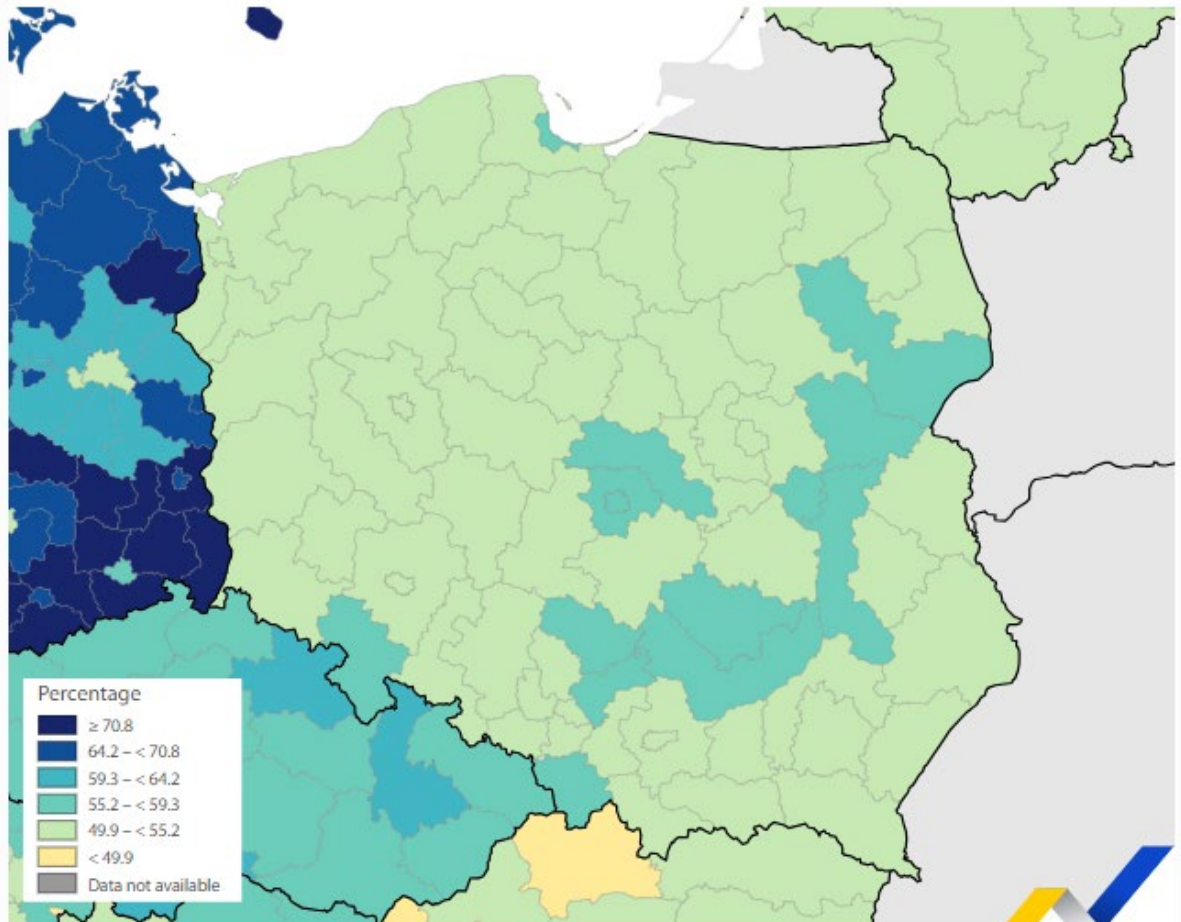 Percentage
≥ 70.8
64.2 – < 70.8
59.3 – < 64.2
55.2 – < 59.3
49.9 – < 55.2
< 49.9
Data not available